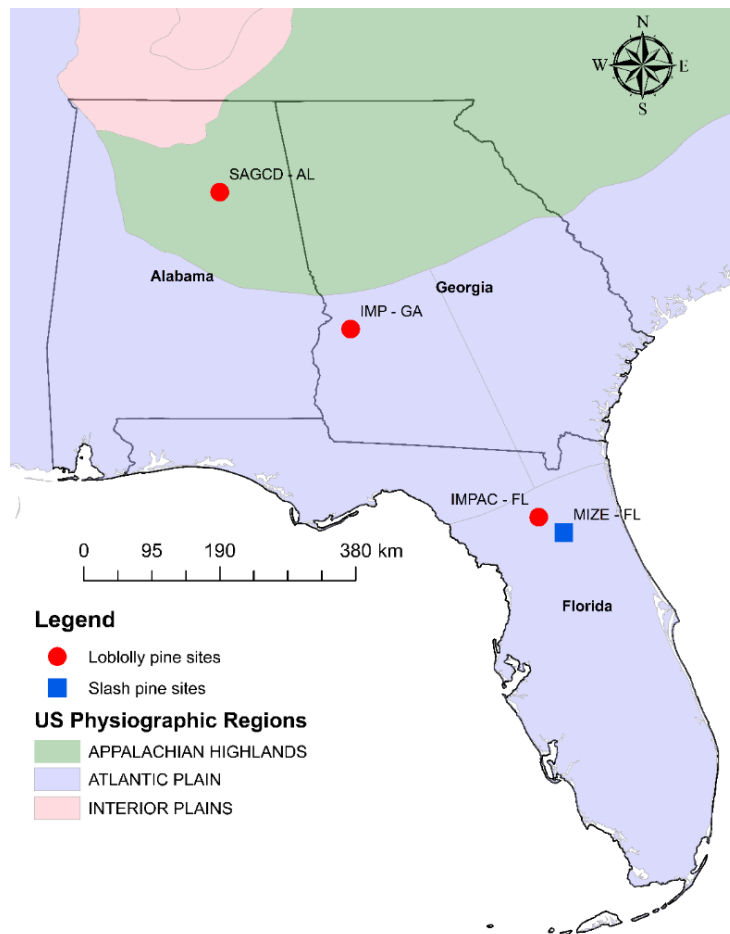 N
W
E
S
SAGCD - AL
Alabama
Georgia
IMP - GA
IMPAC - FL
MIZE - FL
0 95 190 380 km
Florida
Legend
Loblolly pine sites
Slash pine sites
US Physiographic Regions
APPALACHIAN HIGHLANDS
ATLANTIC PLAIN
INTERIOR PLAINS